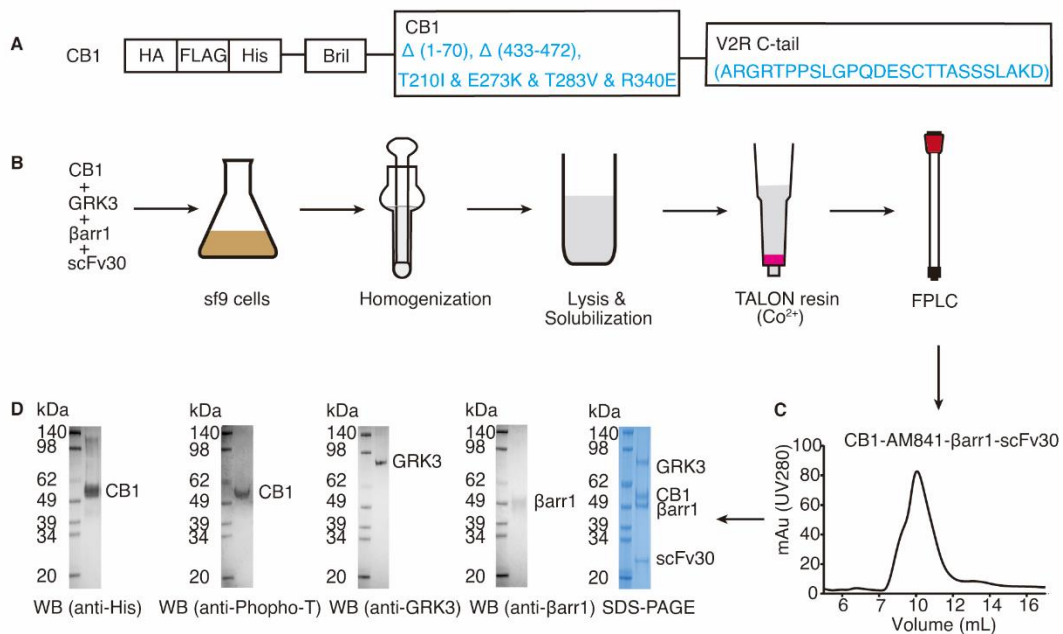 A
CB1
HA
FLAG
His
Bril
CB1
Δ (1-70), Δ (433-472),
T210I & E273K & T283V & R340E
V2R C-tail
(ARGRTPPSLGPQDESCTTASSSLAKD)
B
CB1
+
GRK3
+
βarr1
+
scFv30
sf9 cells
Homogenization
Lysis &
Solubilization
TALON resin
(Co²⁺)
FPLC
D
kDa
140
98
62
49
39
34
20
CB1
WB (anti-His)
kDa
140
98
62
49
39
34
20
CB1
WB (anti-Phopho-T)
kDa
140
98
62
49
39
34
20
GRK3
WB (anti-GRK3)
kDa
140
98
62
49
39
34
20
βarr1
WB (anti-βarr1)
kDa
140
98
62
49
39
34
20
GRK3
CB1
βarr1
scFv30
SDS-PAGE
C
CB1-AM841-βarr1-scFv30
mAu (UV280)
100
80
60
40
20
0
5 6 7 10 12 14 16
Volume (mL)